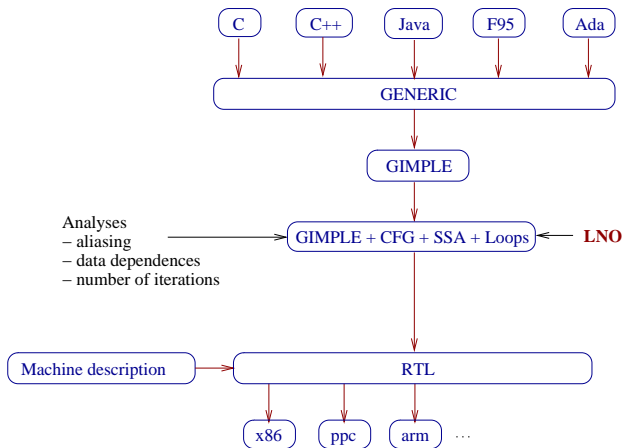 C
C++
Java
F95
Ada
GENERIC
GIMPLE
Analyses
– aliasing
– data dependences
– number of iterations
GIMPLE + CFG + SSA + Loops
LNO
Machine description
RTL
x86
ppc
arm
...